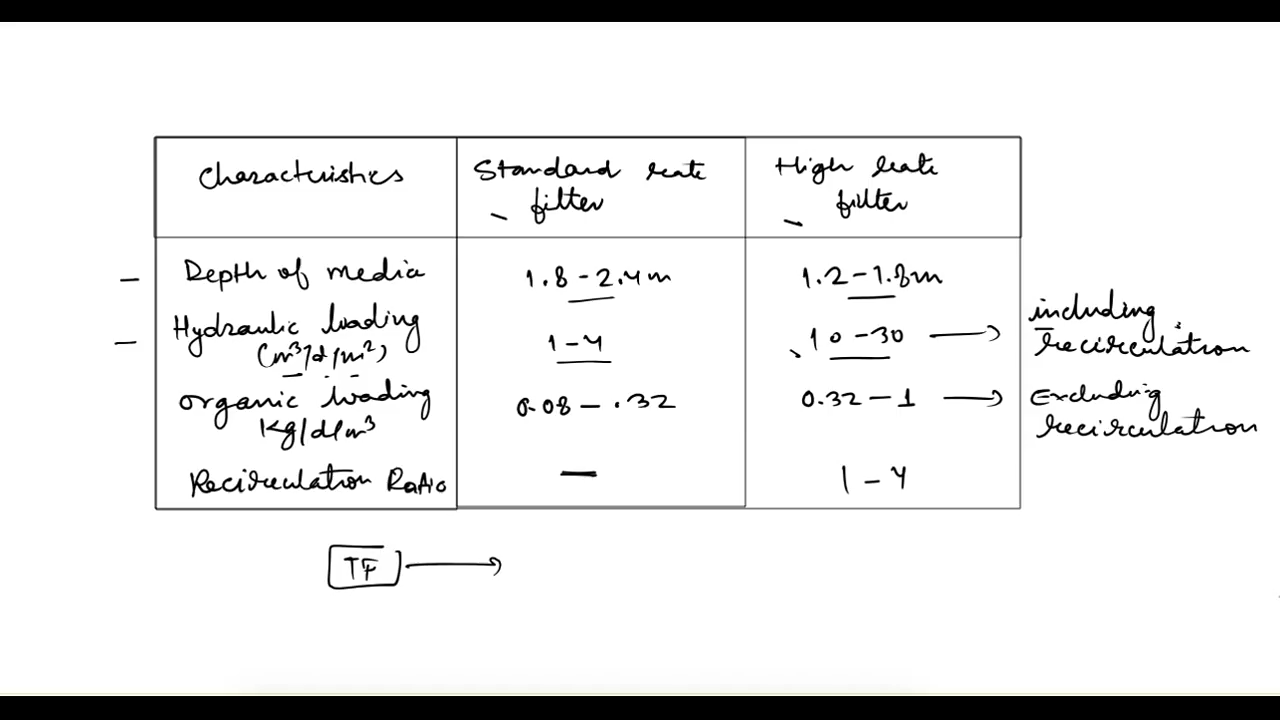 Characteristics
Standard rate filter
High rate filter
Depth of media
1.8 - 2.4m
1.2 - 1.8m
Hydraulic loading (m³/d/m²)
1 - 4
10 - 30
including recirculation
Organic loading Kg/d/m³
0.08 - .32
0.32 - 1
Excluding recirculation
Recirculation Ratio
—
1 - 4
TF